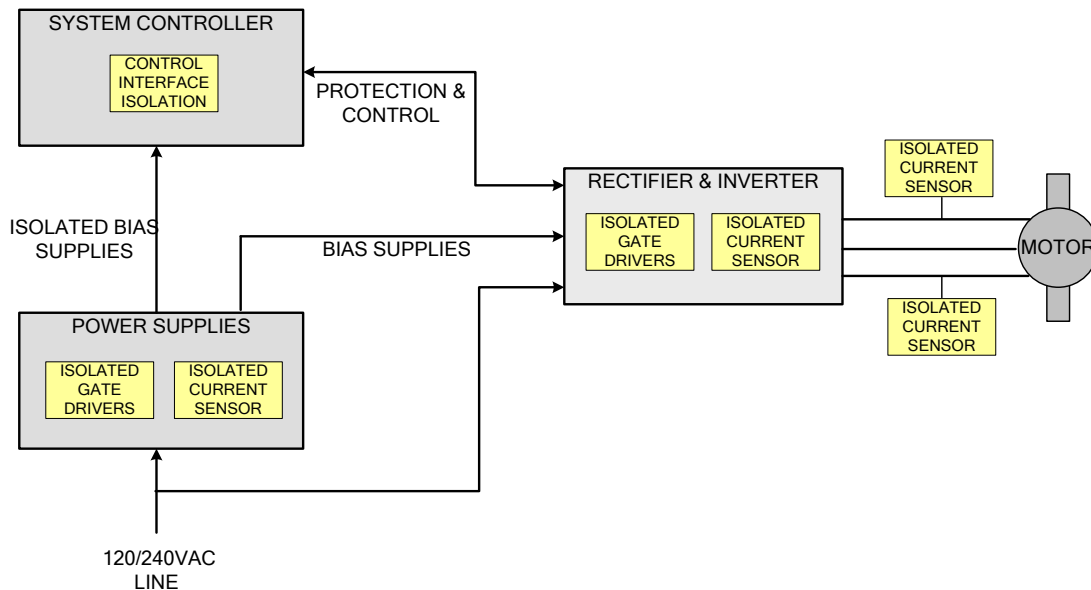 SYSTEM CONTROLLER
CONTROL
INTERFACE
ISOLATION
PROTECTION &
CONTROL
ISOLATED BIAS
SUPPLIES
BIAS SUPPLIES
RECTIFIER & INVERTER
ISOLATED
GATE
DRIVERS
ISOLATED
CURRENT
SENSOR
ISOLATED
CURRENT
SENSOR
MOTOR
ISOLATED
CURRENT
SENSOR
POWER SUPPLIES
ISOLATED
GATE
DRIVERS
ISOLATED
CURRENT
SENSOR
120/240VAC
LINE